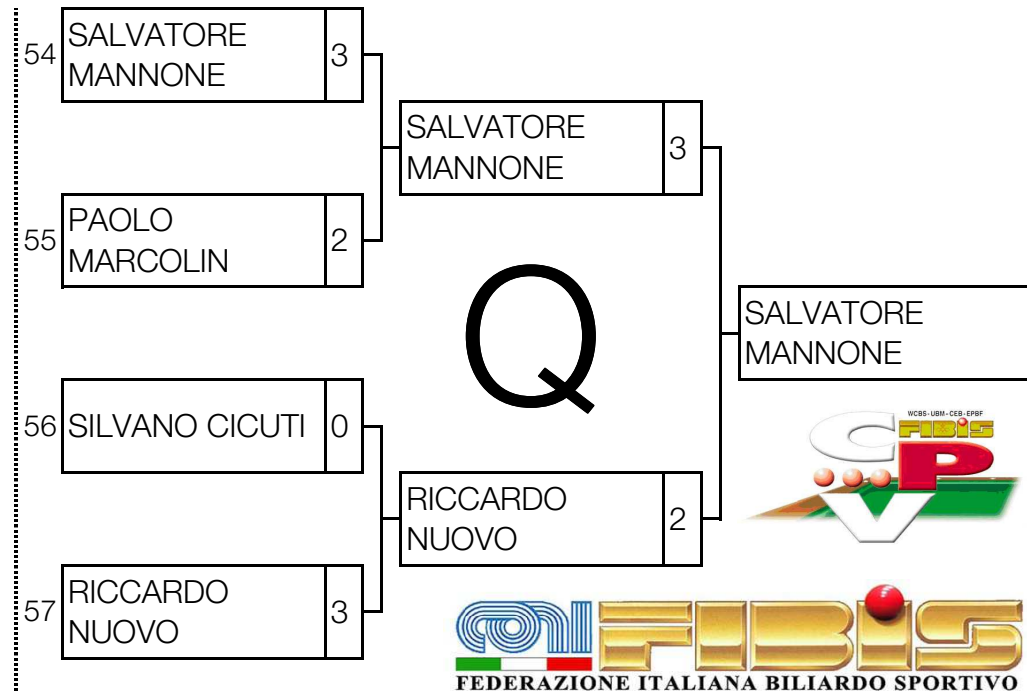 54
SALVATORE
MANNONE
3
SALVATORE
MANNONE
3
55
PAOLO
MARCOLIN
2
Q
SALVATORE
MANNONE
56
SILVANO CICUTI
0
RICCARDO
NUOVO
2
57
RICCARDO
NUOVO
3
WCBS - UBM - CEB - EPBF
FIBiS
C
P
V
CONI
FIBiS
FEDERAZIONE ITALIANA BILIARDO SPORTIVO